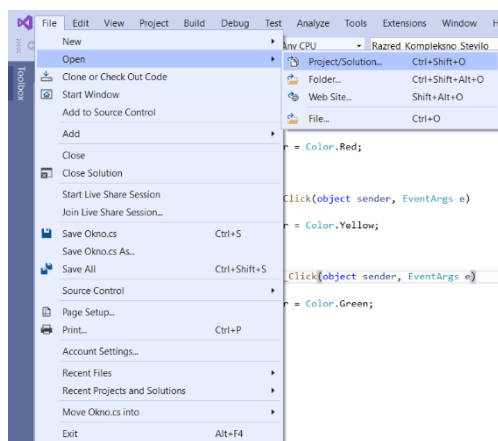 File Edit View Project Build Debug Test Analyze Tools Extensions Window
Any CPU Razred_Kompleksno_Stevilo
Toolbox
New
Open
Clone or Check Out Code
Start Window
Add to Source Control
Add
Close
Close Solution
Start Live Share Session
Join Live Share Session...
Save Okno.cs Ctrl+S
Save Okno.cs As...
Save All Ctrl+Shift+S
Source Control
Page Setup...
Print... Ctrl+P
Account Settings...
Recent Files
Recent Projects and Solutions
Move Okno.cs into
Exit Alt+F4
Project/Solution... Ctrl+Shift+O
Folder... Ctrl+Shift+Alt+O
Web Site... Shift+Alt+O
File... Ctrl+O
r = Color.Red;
Click(object sender, EventArgs e)
r = Color.Yellow;
_Click(object sender, EventArgs e)
r = Color.Green;